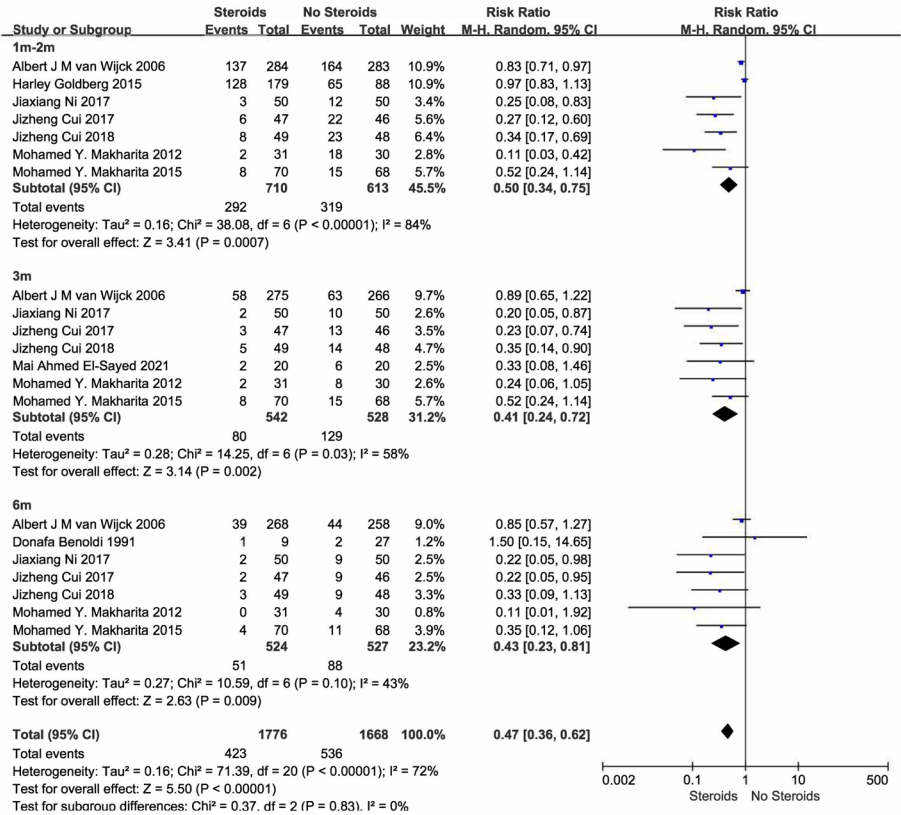 Steroids No Steroids Risk Ratio Risk Ratio
Study or Subgroup Events Total Events Total Weight M-H. Random. 95% CI M-H. Random. 95% CI
1m-2m
Albert J M van Wijck 2006 137 284 164 283 10.9% 0.83 [0.71, 0.97]
Harley Goldberg 2015 128 179 65 88 10.9% 0.97 [0.83, 1.13]
Jiaxiang Ni 2017 3 50 12 50 3.4% 0.25 [0.08, 0.83]
Jizheng Cui 2017 6 47 22 46 5.6% 0.27 [0.12, 0.60]
Jizheng Cui 2018 8 49 23 48 6.4% 0.34 [0.17, 0.69]
Mohamed Y. Makharita 2012 2 31 18 30 2.8% 0.11 [0.03, 0.42]
Mohamed Y. Makharita 2015 8 70 15 68 5.7% 0.52 [0.24, 1.14]
Subtotal (95% CI) 710 613 45.5% 0.50 [0.34, 0.75]
Total events 292 319
Heterogeneity: Tau² = 0.16; Chi² = 38.08, df = 6 (P < 0.00001); I² = 84%
Test for overall effect: Z = 3.41 (P = 0.0007)
3m
Albert J M van Wijck 2006 58 275 63 266 9.7% 0.89 [0.65, 1.22]
Jiaxiang Ni 2017 2 50 10 50 2.6% 0.20 [0.05, 0.87]
Jizheng Cui 2017 3 47 13 46 3.5% 0.23 [0.07, 0.74]
Jizheng Cui 2018 5 49 14 48 4.7% 0.35 [0.14, 0.90]
Mai Ahmed El-Sayed 2021 2 20 6 20 2.5% 0.33 [0.08, 1.46]
Mohamed Y. Makharita 2012 2 31 8 30 2.6% 0.24 [0.06, 1.05]
Mohamed Y. Makharita 2015 8 70 15 68 5.7% 0.52 [0.24, 1.14]
Subtotal (95% CI) 542 528 31.2% 0.41 [0.24, 0.72]
Total events 80 129
Heterogeneity: Tau² = 0.28; Chi² = 14.25, df = 6 (P = 0.03); I² = 58%
Test for overall effect: Z = 3.14 (P = 0.002)
6m
Albert J M van Wijck 2006 39 268 44 258 9.0% 0.85 [0.57, 1.27]
Donafa Benoldi 1991 1 9 2 27 1.2% 1.50 [0.15, 14.65]
Jiaxiang Ni 2017 2 50 9 50 2.5% 0.22 [0.05, 0.98]
Jizheng Cui 2017 2 47 9 46 2.5% 0.22 [0.05, 0.95]
Jizheng Cui 2018 3 49 9 48 3.3% 0.33 [0.09, 1.13]
Mohamed Y. Makharita 2012 0 31 4 30 0.8% 0.11 [0.01, 1.92]
Mohamed Y. Makharita 2015 4 70 11 68 3.9% 0.35 [0.12, 1.06]
Subtotal (95% CI) 524 527 23.2% 0.43 [0.23, 0.81]
Total events 51 88
Heterogeneity: Tau² = 0.27; Chi² = 10.59, df = 6 (P = 0.10); I² = 43%
Test for overall effect: Z = 2.63 (P = 0.009)
Total (95% CI) 1776 1668 100.0% 0.47 [0.36, 0.62]
Total events 423 536
Heterogeneity: Tau² = 0.16; Chi² = 71.39, df = 20 (P < 0.00001); I² = 72%
Test for overall effect: Z = 5.50 (P < 0.00001)
Test for subgroup differences: Chi² = 0.37. df = 2 (P = 0.83). I² = 0%
0.002 0.1 1 10 500
Steroids No Steroids